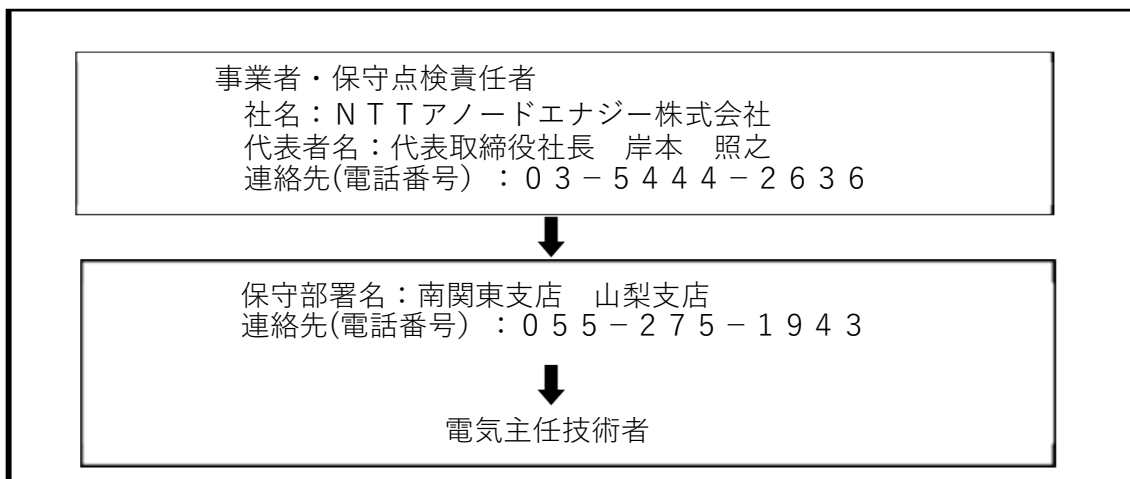 事業者・保守点検責任者
社名：ＮＴＴアノードエナジー株式会社
代表者名：代表取締役社長　岸本　照之
連絡先(電話番号）：０３－５４４４－２６３６
保守部署名：南関東支店　山梨支店
連絡先(電話番号）：０５５－２７５－１９４３
電気主任技術者